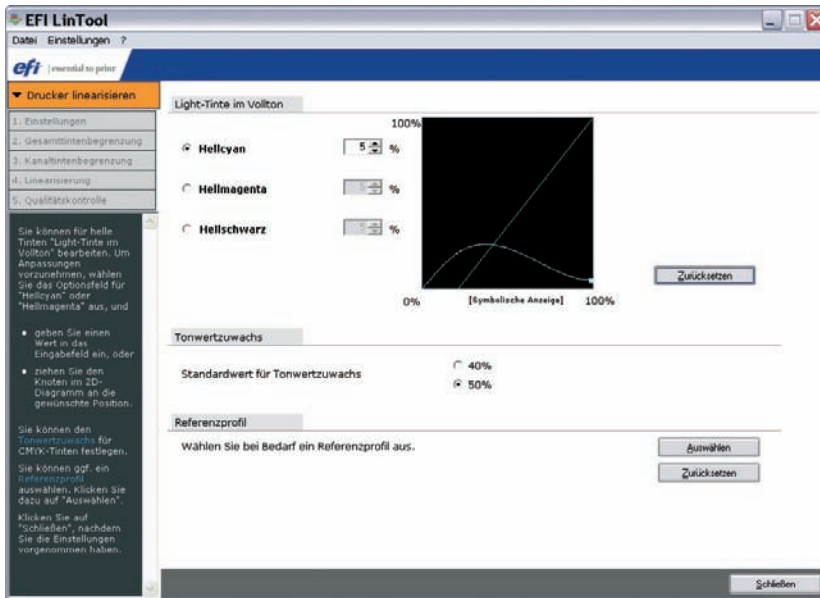 EFI LinTool
Datei Einstellungen ?
efi essential to print
Drucker linearisieren
1. Einstellungen
2. Gesamttintenbegrenzung
3. Kanaltintenbegrenzung
4. Linearisierung
5. Qualitätskontrolle
Sie können für helle
Tinten "Light-Tinte im
Vollton" bearbeiten. Um
Anpassungen
vorzunehmen, wählen
Sie das Optionsfeld für
"Hellcyan" oder
"Hellmagenta" aus, und
• geben Sie einen
Wert in das
Eingabefeld ein, oder
• ziehen Sie den
Knoten im 2D-
Diagramm an die
gewünschte Position.
Sie können den
Tonwertzuwachs für
CMYK-Tinten festlegen.
Sie können ggf. ein
Referenzprofil
auswählen. Klicken Sie
dazu auf "Auswählen".
Klicken Sie auf
"Schließen", nachdem
Sie die Einstellungen
vorgenommen haben.
Light-Tinte im Vollton
100%
Hellcyan 5 %
Hellmagenta 5 %
Hellschwarz %
Zurücksetzen
0% [Symbolische Anzeige] 100%
Tonwertzuwachs
Standardwert für Tonwertzuwachs
40%
50%
Referenzprofil
Wählen Sie bei Bedarf ein Referenzprofil aus.
Auswählen
Zurücksetzen
Schließen